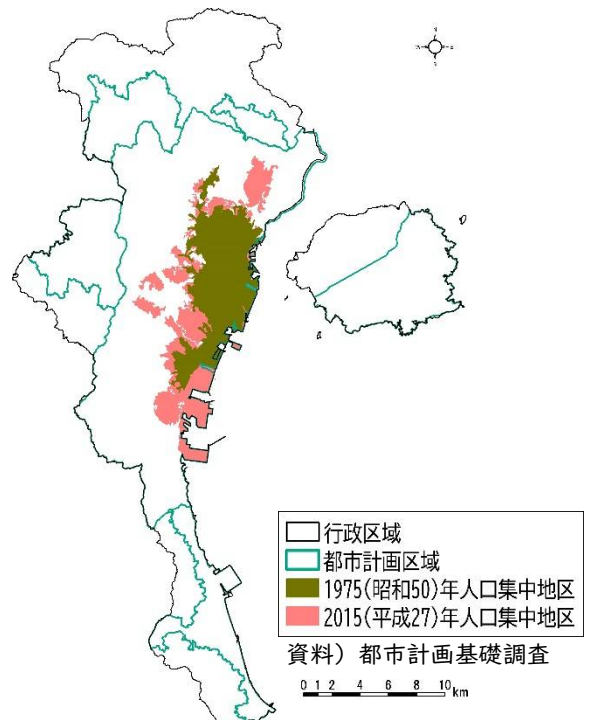 行政区域
都市計画区域
1975(昭和50)年人口集中地区
2015(平成27)年人口集中地区
資料）都市計画基礎調査
0 1 2 4 6 8 10 km